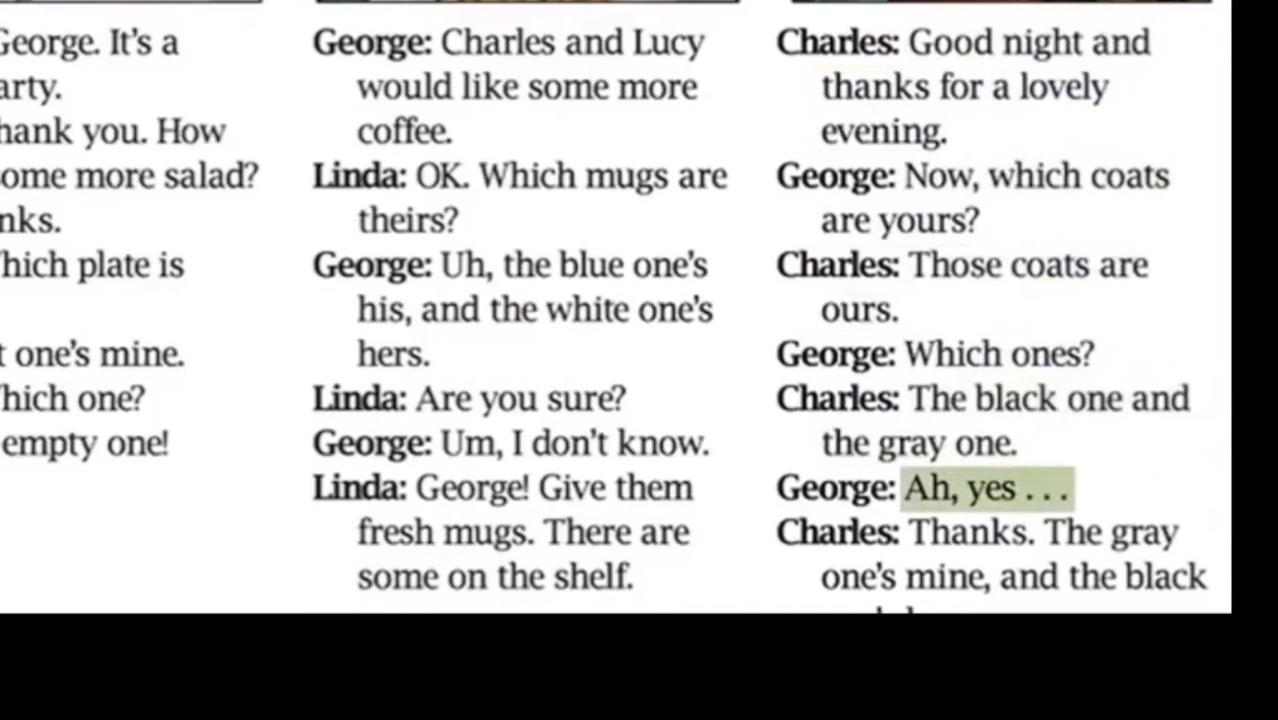 George. It's a
arty.
hank you. How
some more salad?
nks.
hich plate is
t one's mine.
hich one?
empty one!
George: Charles and Lucy
would like some more
coffee.
Linda: OK. Which mugs are
theirs?
George: Uh, the blue one's
his, and the white one's
hers.
Linda: Are you sure?
George: Um, I don't know.
Linda: George! Give them
fresh mugs. There are
some on the shelf.
Charles: Good night and
thanks for a lovely
evening.
George: Now, which coats
are yours?
Charles: Those coats are
ours.
George: Which ones?
Charles: The black one and
the gray one.
George: Ah, yes . . .
Charles: Thanks. The gray
one's mine, and the black